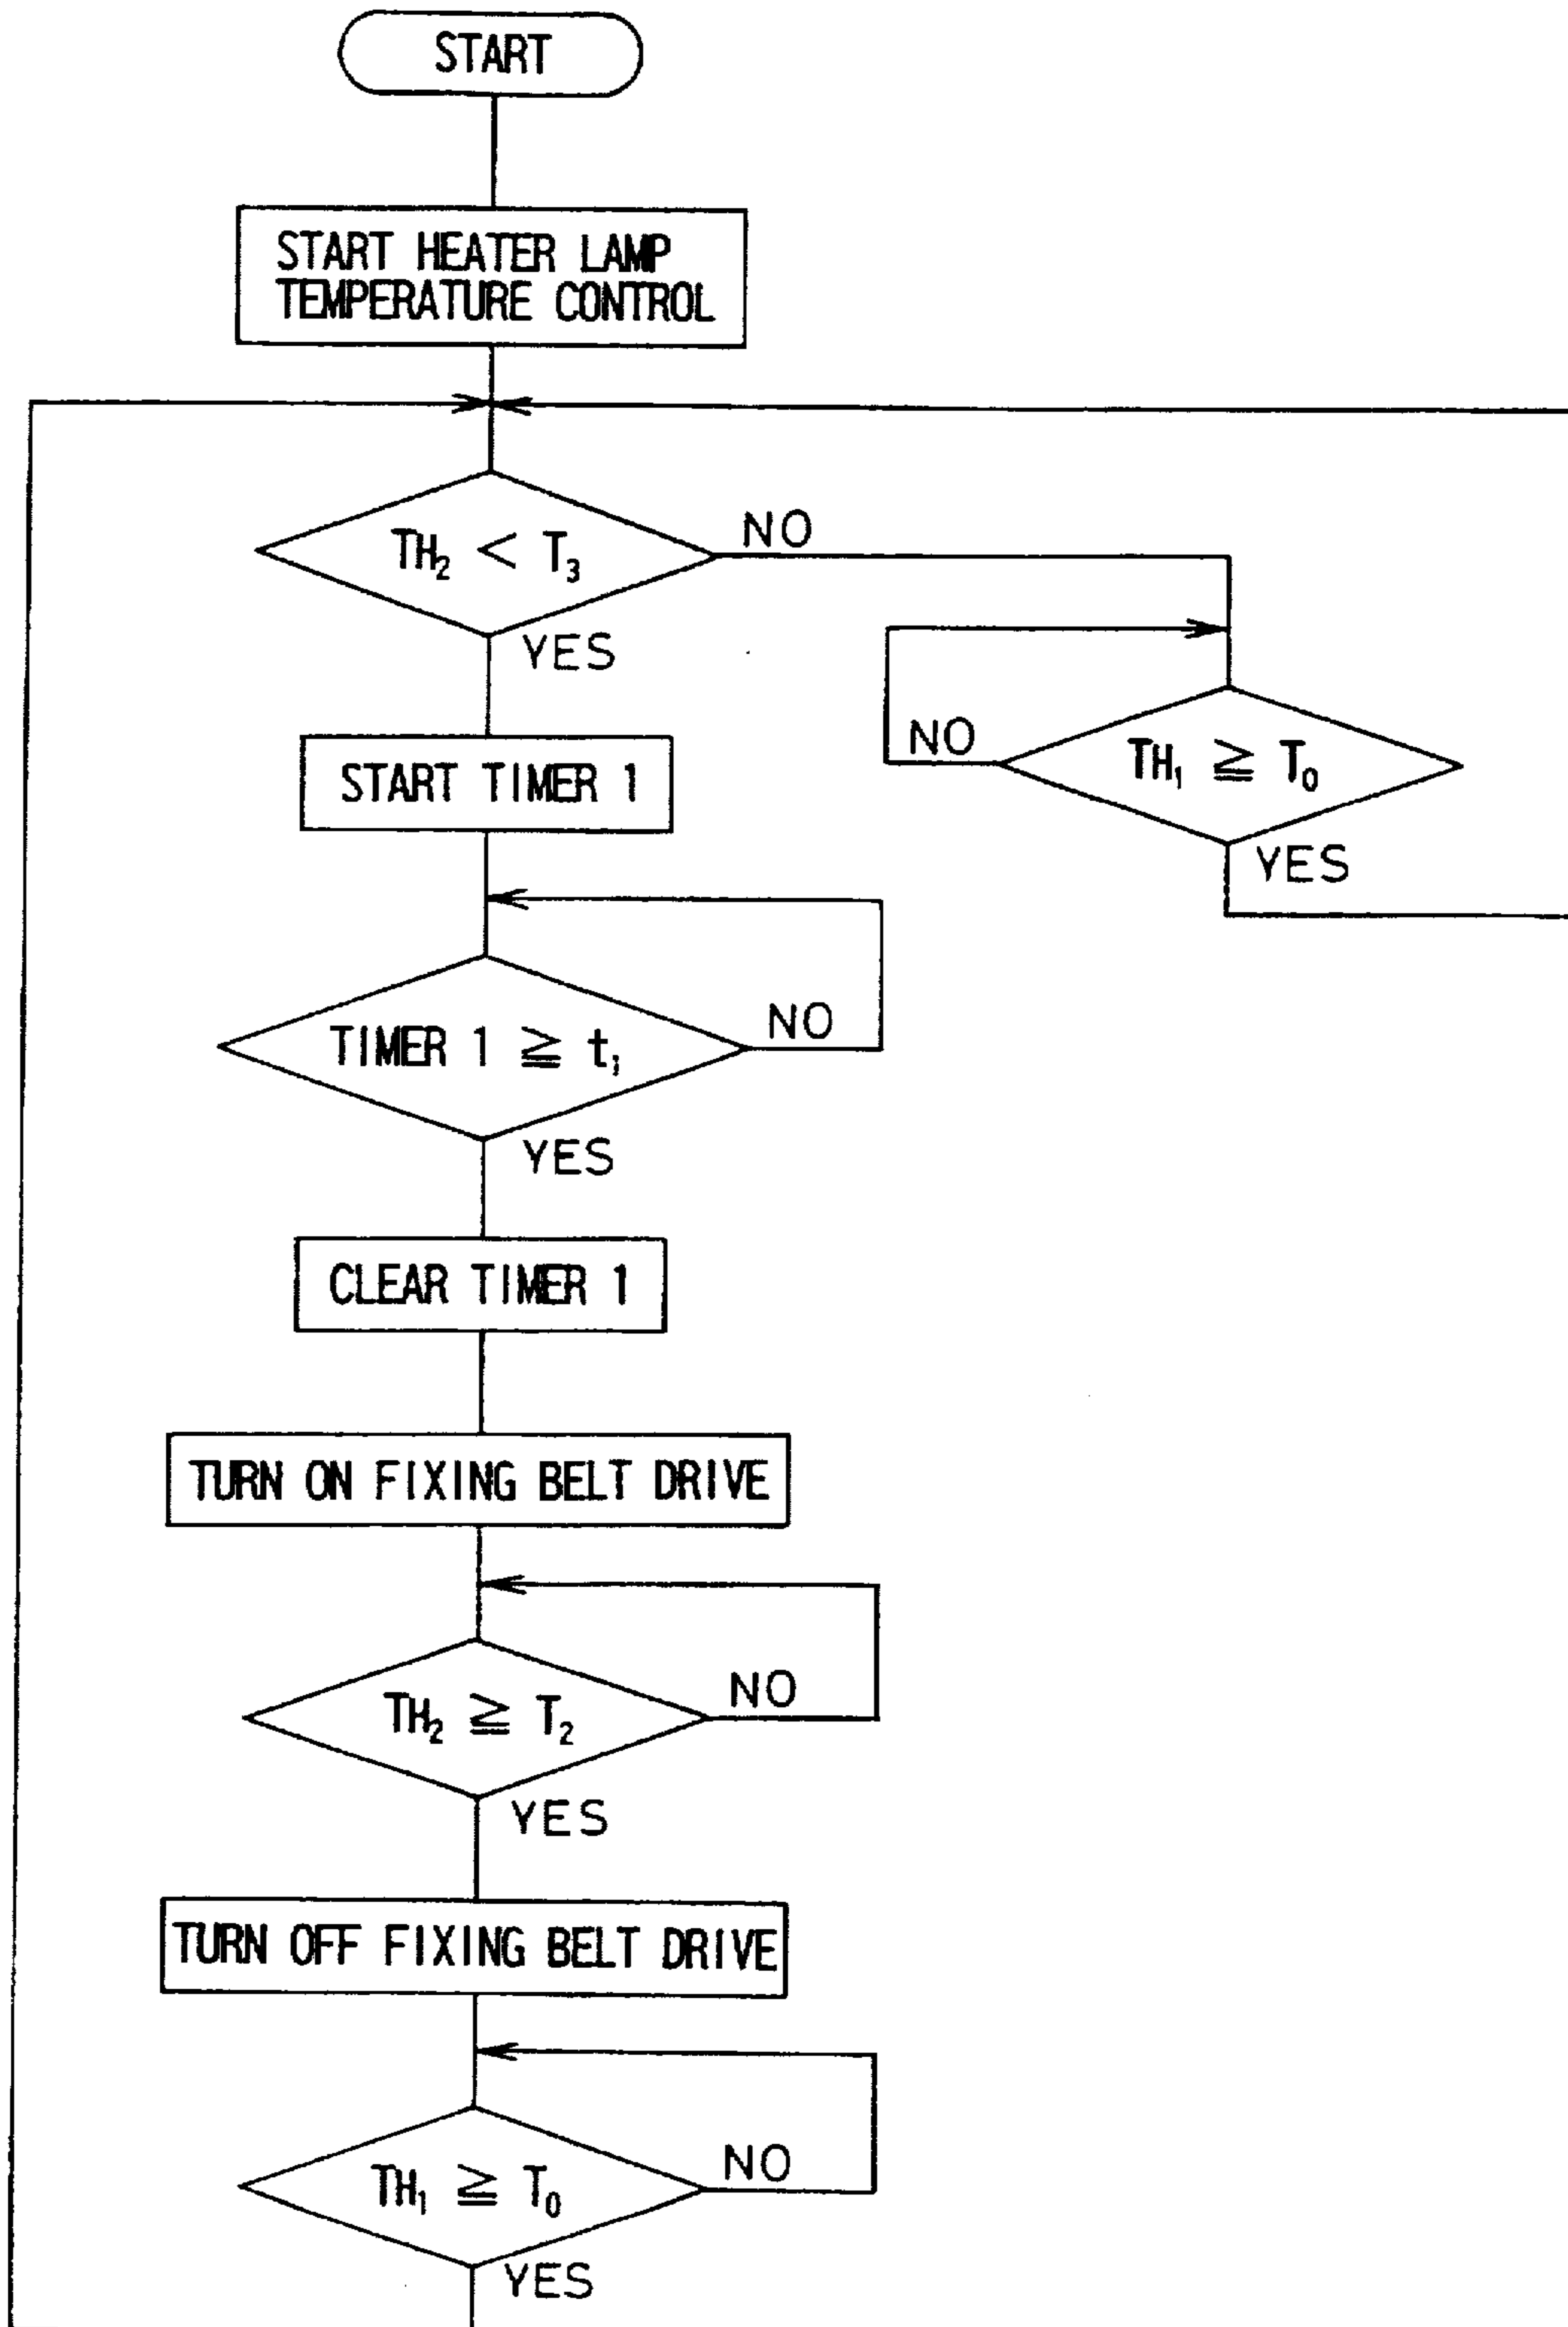 START
START HEATER LAMP
TEMPERATURE CONTROL
TH₂ < T₃
NO
YES
NO
TH₁ ≧ T₀
YES
START TIMER 1
TIMER 1 ≧ tⱼ
NO
YES
CLEAR TIMER 1
TURN ON FIXING BELT DRIVE
TH₂ ≧ T₂
NO
YES
TURN OFF FIXING BELT DRIVE
TH₁ ≧ T₀
NO
YES